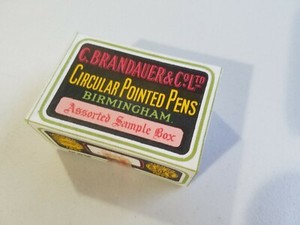 C. BRANDAUER & Co. LTD
CIRCULAR POINTED PENS
BIRMINGHAM.
Assorted Sample Box